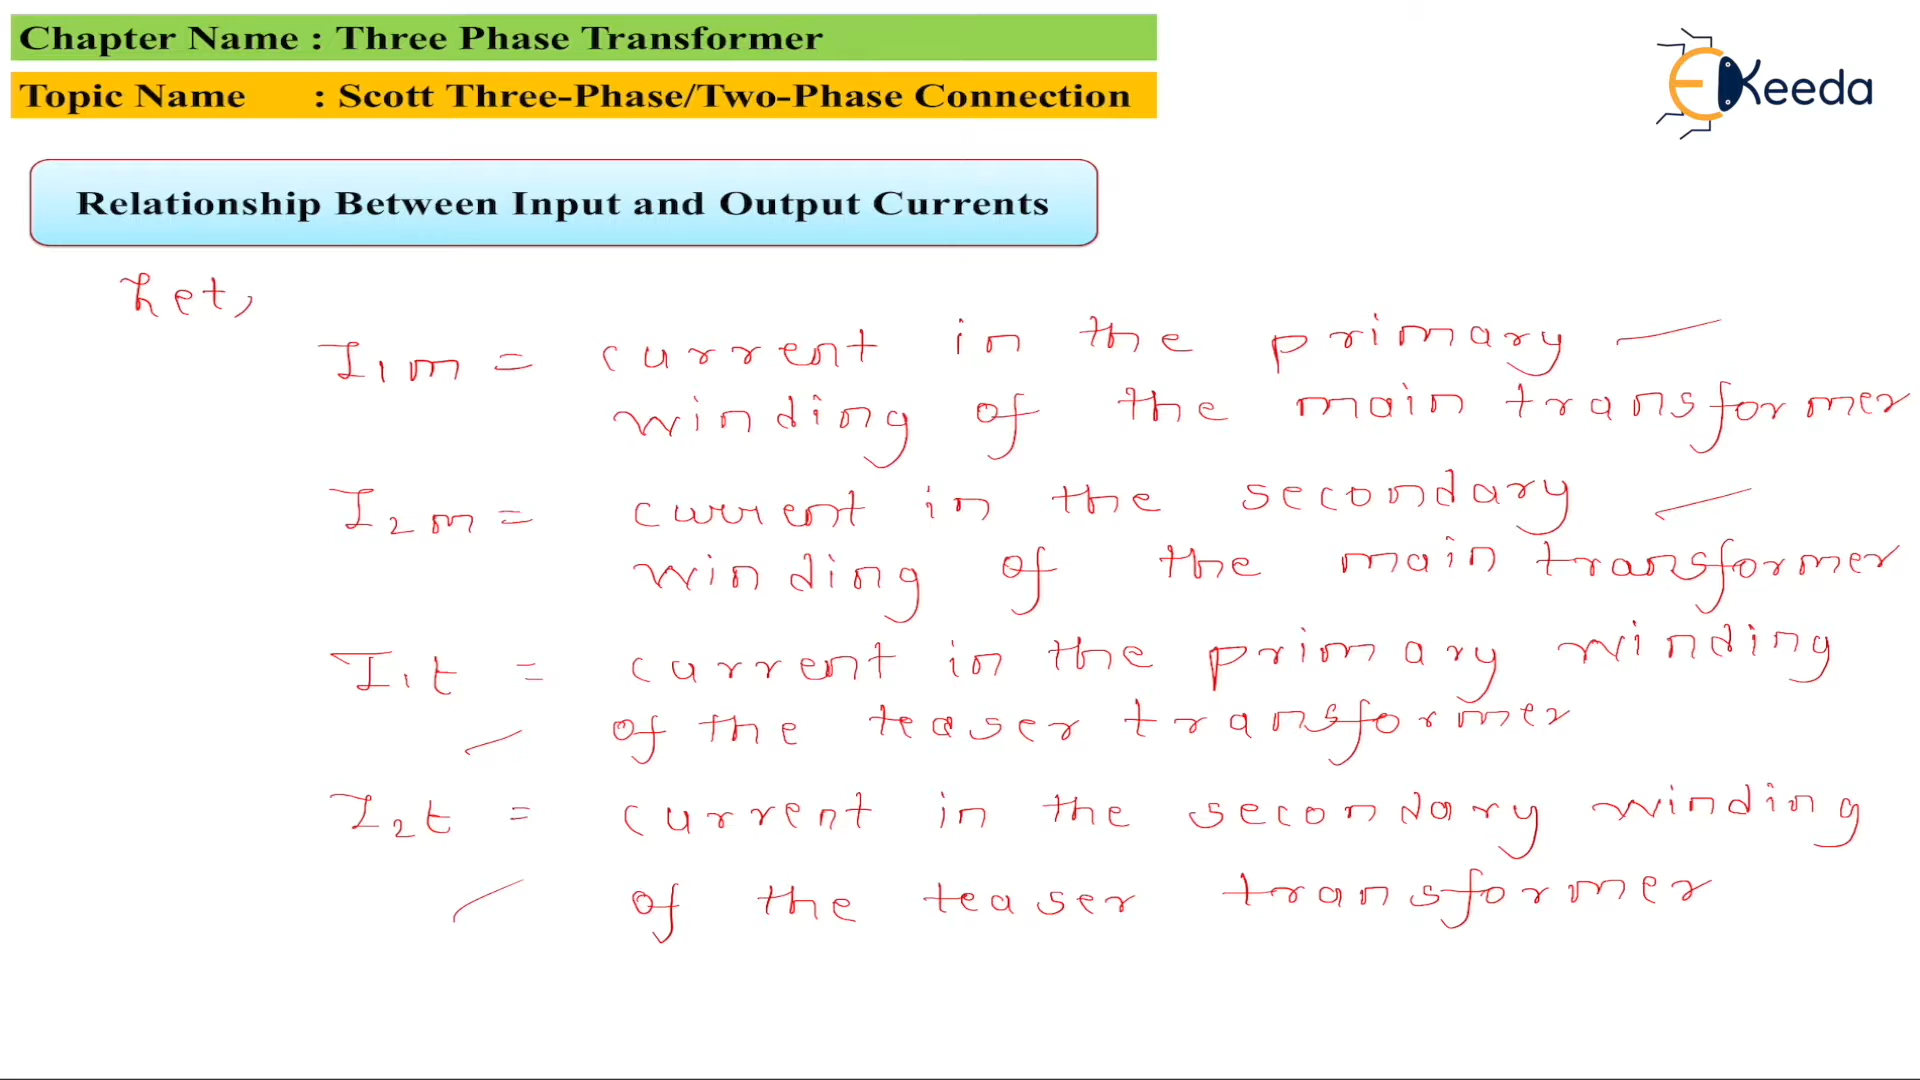 Chapter Name : Three Phase Transformer
Topic Name : Scott Three-Phase/Two-Phase Connection
EKeeda
Relationship Between Input and Output Currents
Let,
I1m = current in the primary
winding of the main transformer
I2m = current in the secondary
winding of the main transformer
I1t = current in the primary winding
of the teaser transformer
I2t = current in the secondary winding
of the teaser transformer